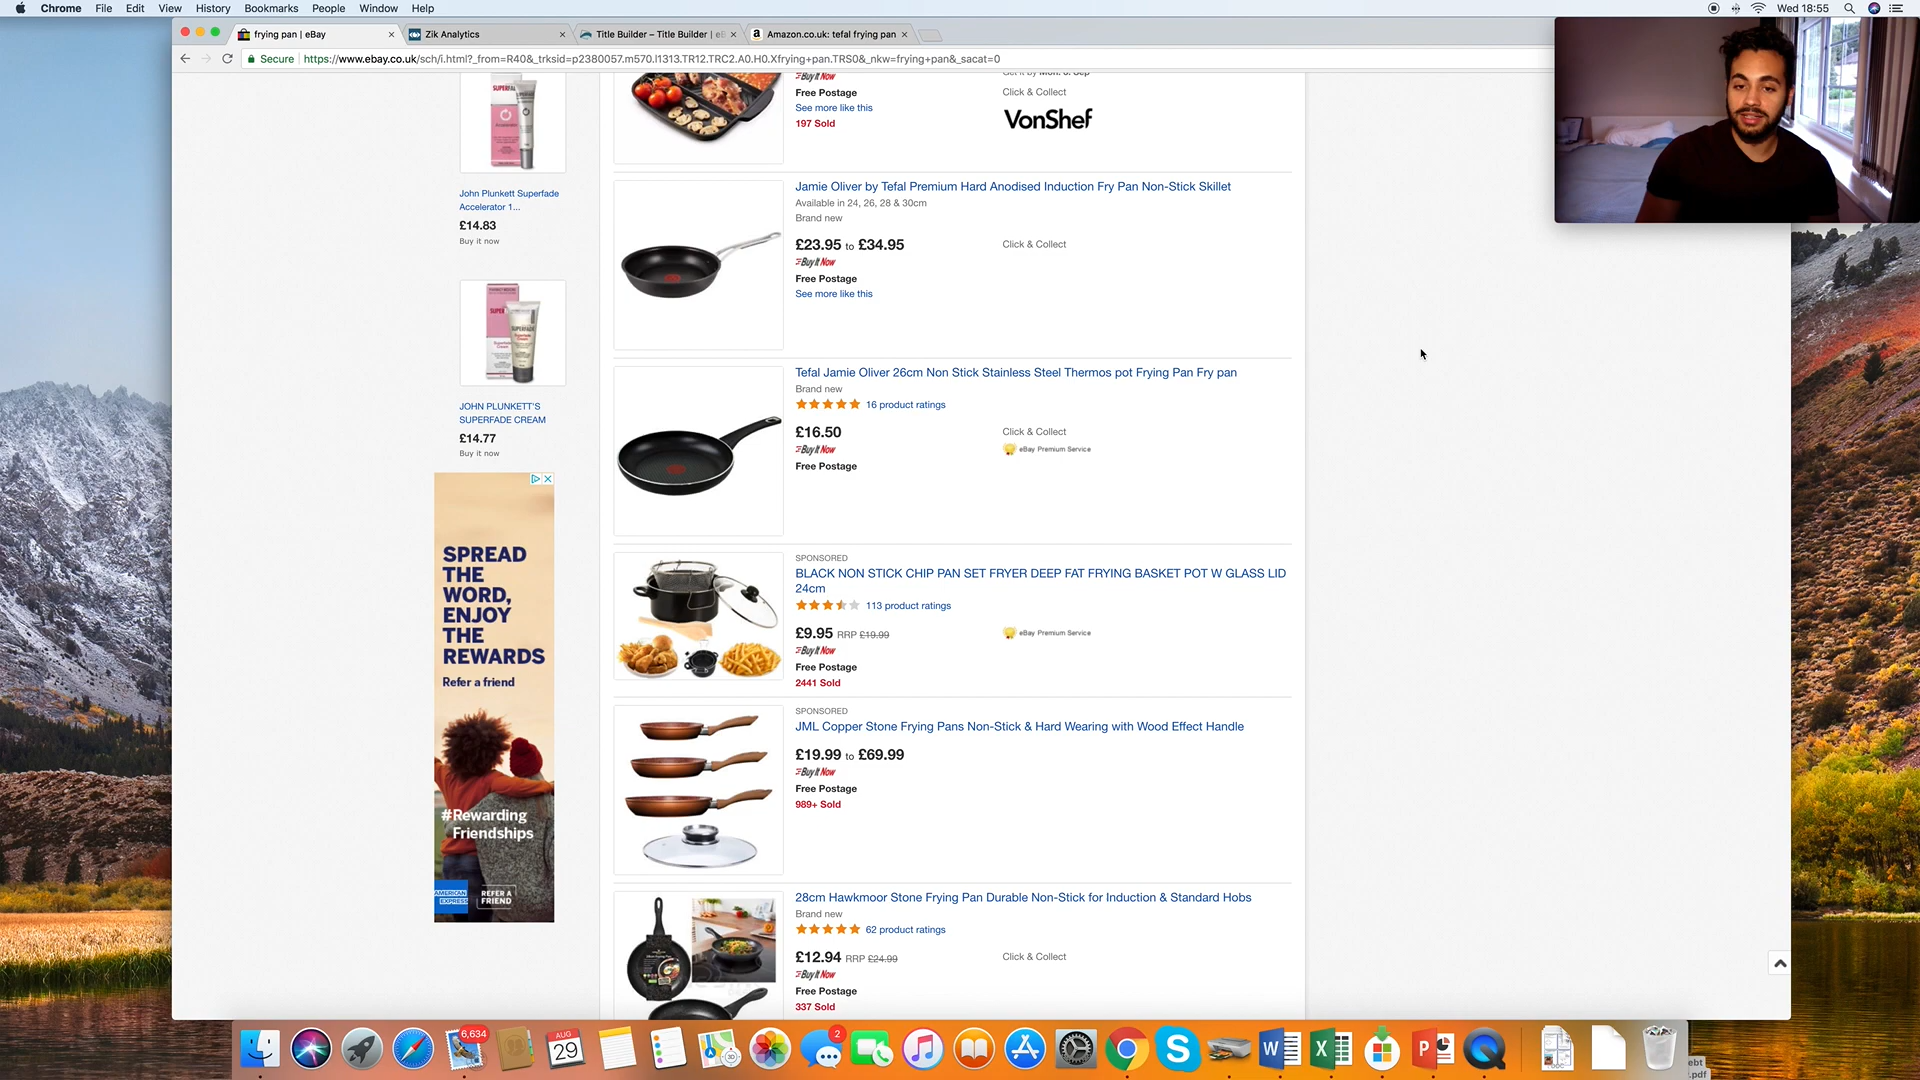 Chrome File Edit View History Bookmarks People Window Help
Wed 18:55
frying pan | eBay
Zik Analytics
Title Builder – Title Builder | eB
Amazon.co.uk: tefal frying pan
Secure https://www.ebay.co.uk/sch/i.html?_from=R40&_trksid=p2380057.m570.l1313.TR12.TRC2.A0.H0.Xfrying+pan.TRS0&_nkw=frying+pan&_sacat=0
John Plunkett Superfade
Accelerator 1...
£14.83
Buy it now
JOHN PLUNKETT'S
SUPERFADE CREAM
£14.77
Buy it now
SPREAD
THE
WORD,
ENJOY
THE
REWARDS
Refer a friend
#Rewarding
Friendships
AMERICAN
EXPRESS
REFER A
FRIEND
Buy It Now
Free Postage
Click & Collect
See more like this
VonShef
197 Sold
Jamie Oliver by Tefal Premium Hard Anodised Induction Fry Pan Non-Stick Skillet
Available in 24, 26, 28 & 30cm
Brand new
£23.95 to £34.95
Click & Collect
Buy It Now
Free Postage
See more like this
Tefal Jamie Oliver 26cm Non Stick Stainless Steel Thermos pot Frying Pan Fry pan
Brand new
16 product ratings
£16.50
Click & Collect
Buy It Now
eBay Premium Service
Free Postage
SPONSORED
BLACK NON STICK CHIP PAN SET FRYER DEEP FAT FRYING BASKET POT W GLASS LID
24cm
113 product ratings
£9.95 RRP £19.99
eBay Premium Service
Buy It Now
Free Postage
2441 Sold
SPONSORED
JML Copper Stone Frying Pans Non-Stick & Hard Wearing with Wood Effect Handle
£19.99 to £69.99
Buy It Now
Free Postage
989+ Sold
28cm Hawkmoor Stone Frying Pan Durable Non-Stick for Induction & Standard Hobs
Brand new
62 product ratings
£12.94 RRP £24.99
Click & Collect
Buy It Now
Free Postage
337 Sold
6,634
AUG
29
2